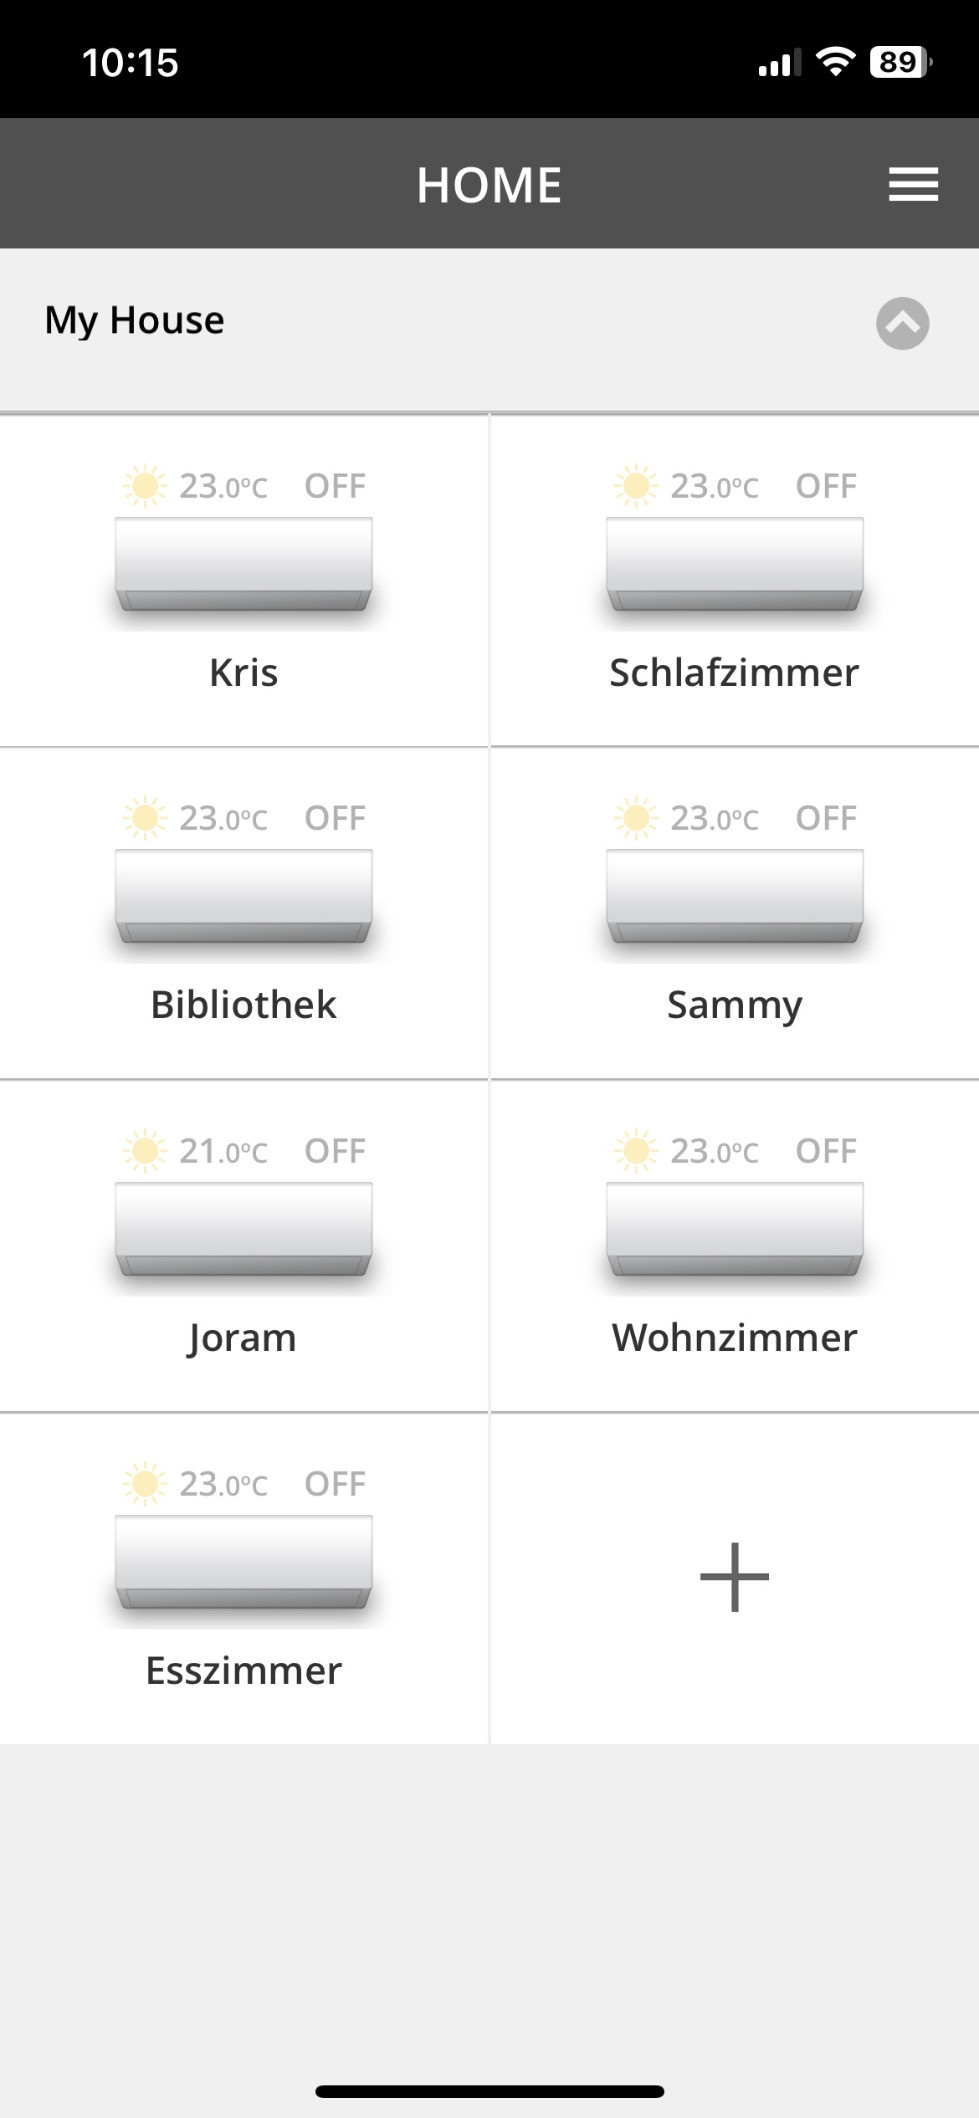 10:15
89
HOME
My House
23.0°C OFF
23.0°C OFF
Kris
Schlafzimmer
23.0°C OFF
23.0°C OFF
Bibliothek
Sammy
21.0°C OFF
23.0°C OFF
Joram
Wohnzimmer
23.0°C OFF
Esszimmer